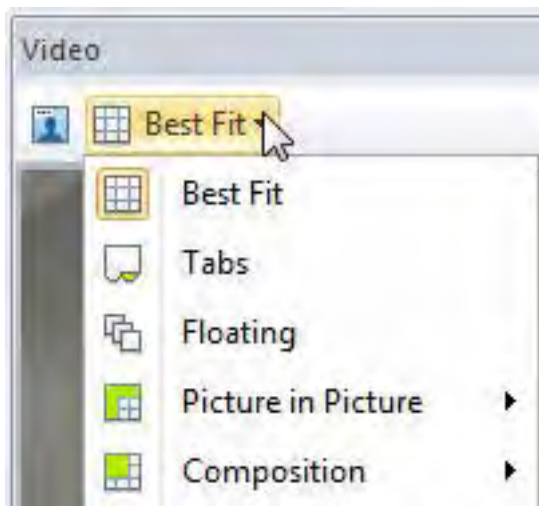 Video
Best Fit
Best Fit
Tabs
Floating
Picture in Picture
Composition